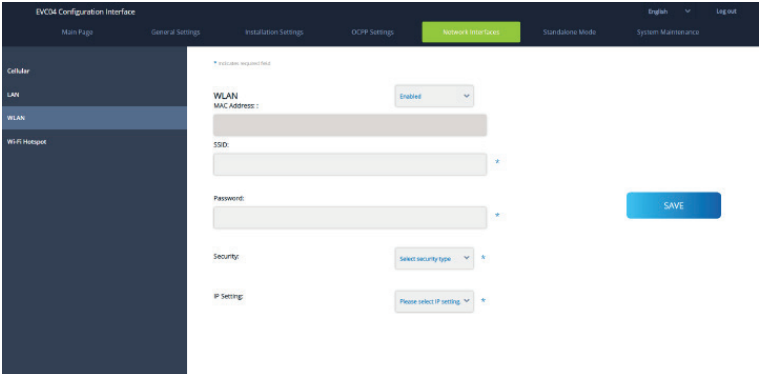 EVC04 Configuration Interface
English
Log out
Main Page
General Settings
Installation Settings
OCPP Settings
Network Interfaces
Standalone Mode
System Maintenance
* indicates required field
Cellular
LAN
WLAN
Wi-Fi Hotspot
WLAN
Enabled
MAC Address: :
SSID:
*
Password:
*
SAVE
Security:
Select security type
*
IP Setting:
Please select IP setting.
*